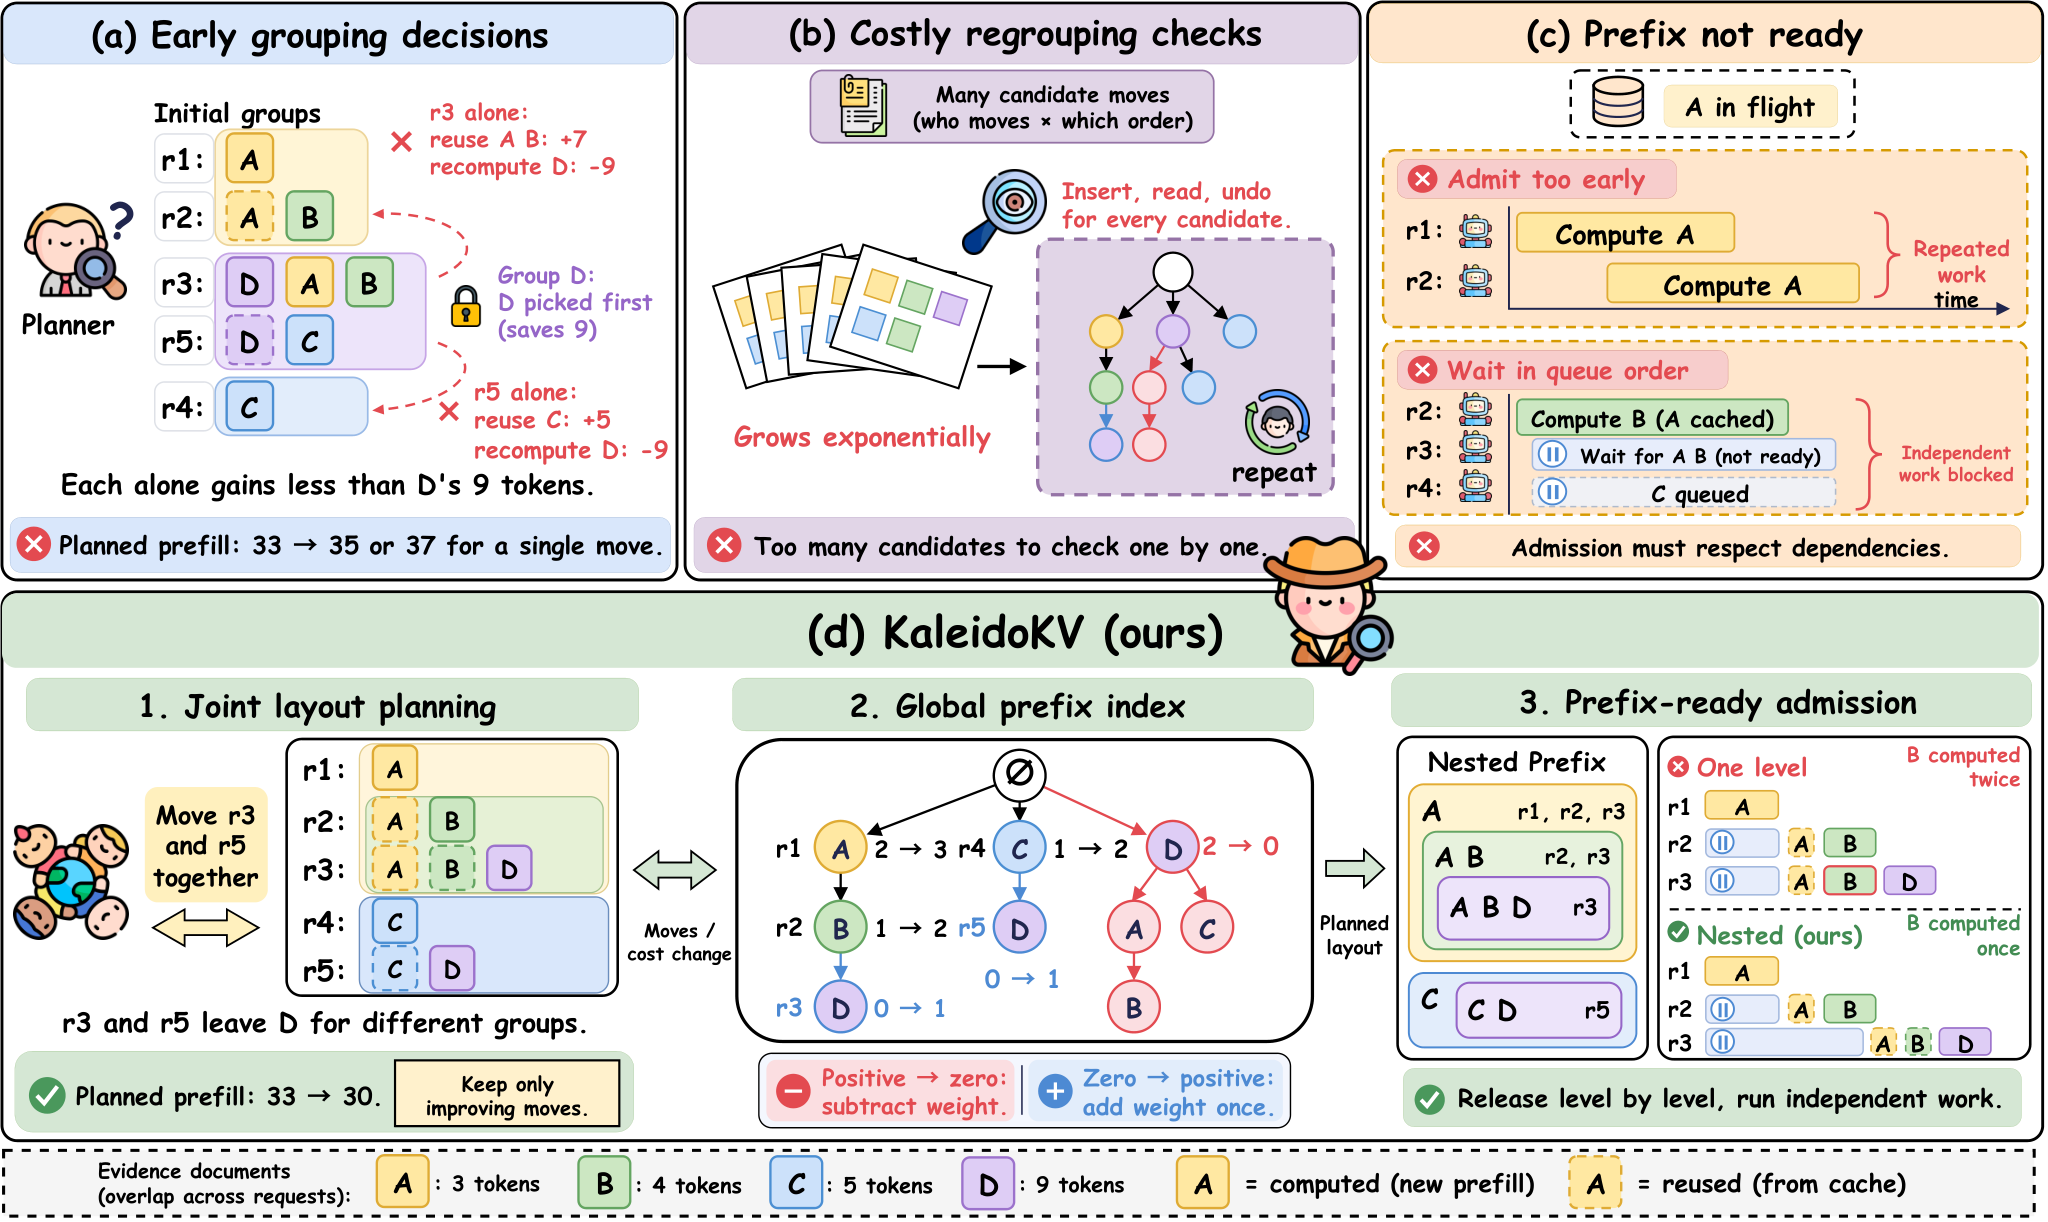 (a) Early grouping decisions
Initial groups
r1: A
r2: A B
r3: D A B
r5: D C
r4: C
Planner
?
r3 alone:
reuse A B: +7
recompute D: -9
Group D:
D picked first
(saves 9)
r5 alone:
reuse C: +5
recompute D: -9
Each alone gains less than D's 9 tokens.
Planned prefill: 33 → 35 or 37 for a single move.
(b) Costly regrouping checks
Many candidate moves
(who moves × which order)
Insert, read, undo
for every candidate.
Grows exponentially
repeat
Too many candidates to check one by one.
(c) Prefix not ready
A in flight
Admit too early
r1: Compute A
r2: Compute A
Repeated
work
time
Wait in queue order
r2: Compute B (A cached)
r3: Wait for A B (not ready)
r4: C queued
Independent
work blocked
Admission must respect dependencies.
(d) KaleidoKV (ours)
1. Joint layout planning
Move r3
and r5
together
r1: A
r2: A B
r3: A B D
r4: C
r5: C D
r3 and r5 leave D for different groups.
Planned prefill: 33 → 30.
Keep only
improving moves.
Moves /
cost change
2. Global prefix index
∅
r1 A 2 → 3 r4 C 1 → 2 D 2 → 0
r2 B 1 → 2 r5 D A C
0 → 1
r3 D 0 → 1 B
Positive → zero:
subtract weight.
Zero → positive:
add weight once.
Planned
layout
3. Prefix-ready admission
Nested Prefix
A r1, r2, r3
A B r2, r3
A B D r3
C
C D r5
One level
B computed
twice
r1 A
r2 A B
r3 A B D
Nested (ours)
B computed
once
r1 A
r2 A B
r3 A B D
Release level by level, run independent work.
Evidence documents
(overlap across requests):
A : 3 tokens
B : 4 tokens
C : 5 tokens
D : 9 tokens
A = computed (new prefill)
A = reused (from cache)